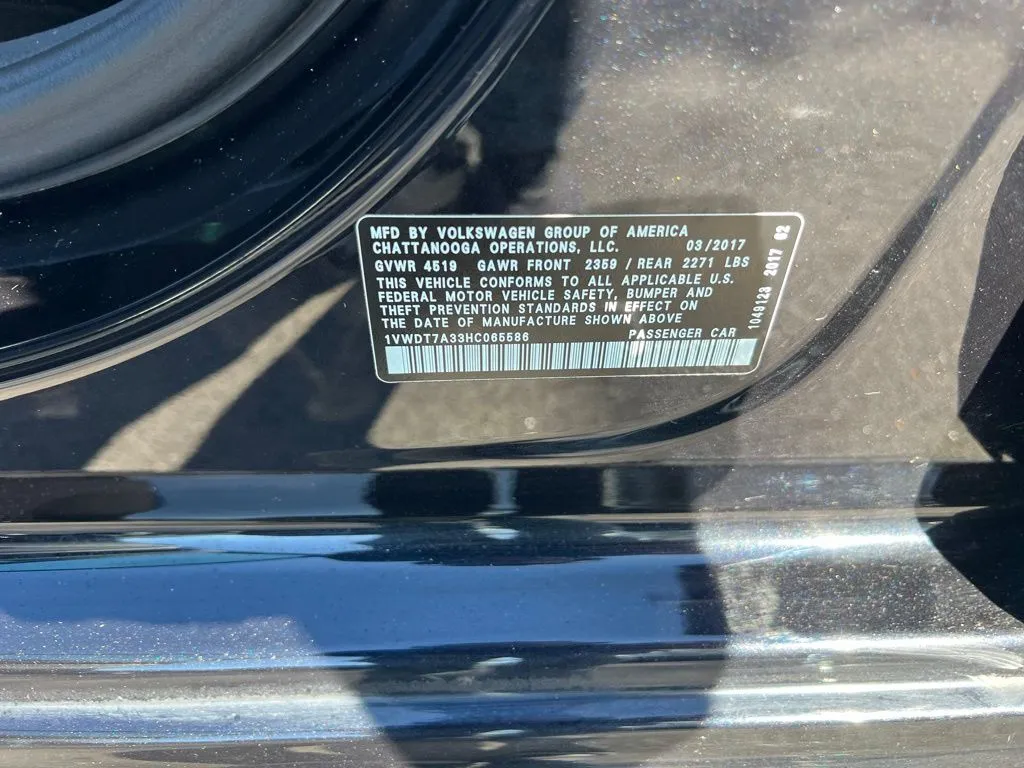 MFD BY VOLKSWAGEN GROUP OF AMERICA
CHATTANOOGA OPERATIONS, LLC. 03/2017
GVWR 4519 GAWR FRONT 2359 / REAR 2271 LBS
THIS VEHICLE CONFORMS TO ALL APPLICABLE U.S.
FEDERAL MOTOR VEHICLE SAFETY, BUMPER AND
THEFT PREVENTION STANDARDS IN EFFECT ON
THE DATE OF MANUFACTURE SHOWN ABOVE
1VWDT7A33HC065586 PASSENGER CAR
1049123 2017 02